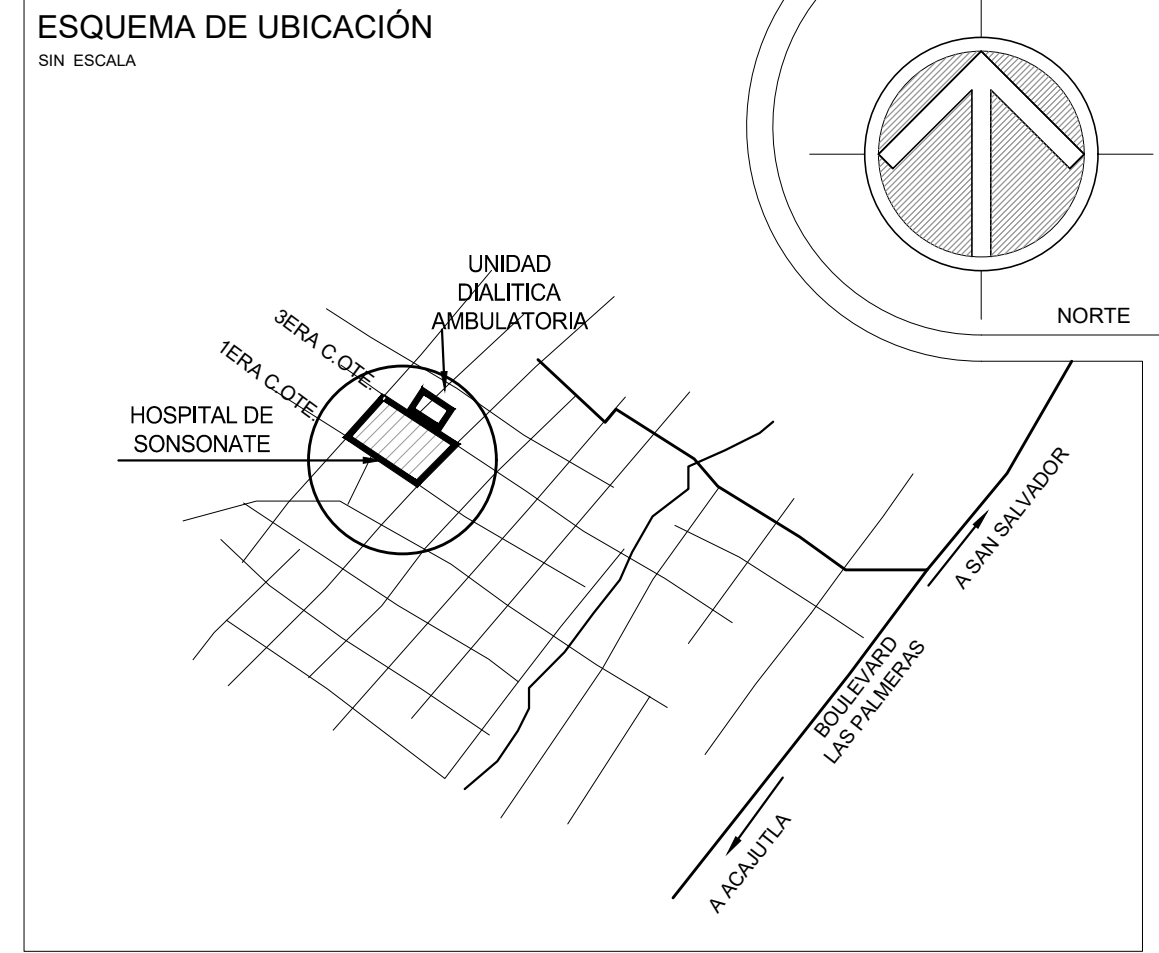 ESQUEMA DE UBICACIÓN
SIN ESCALA
NORTE
UNIDAD
DIALITICA
AMBULATORIA
3ERA C.OTE.
1ERA C.OTE.
HOSPITAL DE
SONSONATE
A SAN SALVADOR
BOULEVARD
LAS PALMERAS
A ACAJUTLA